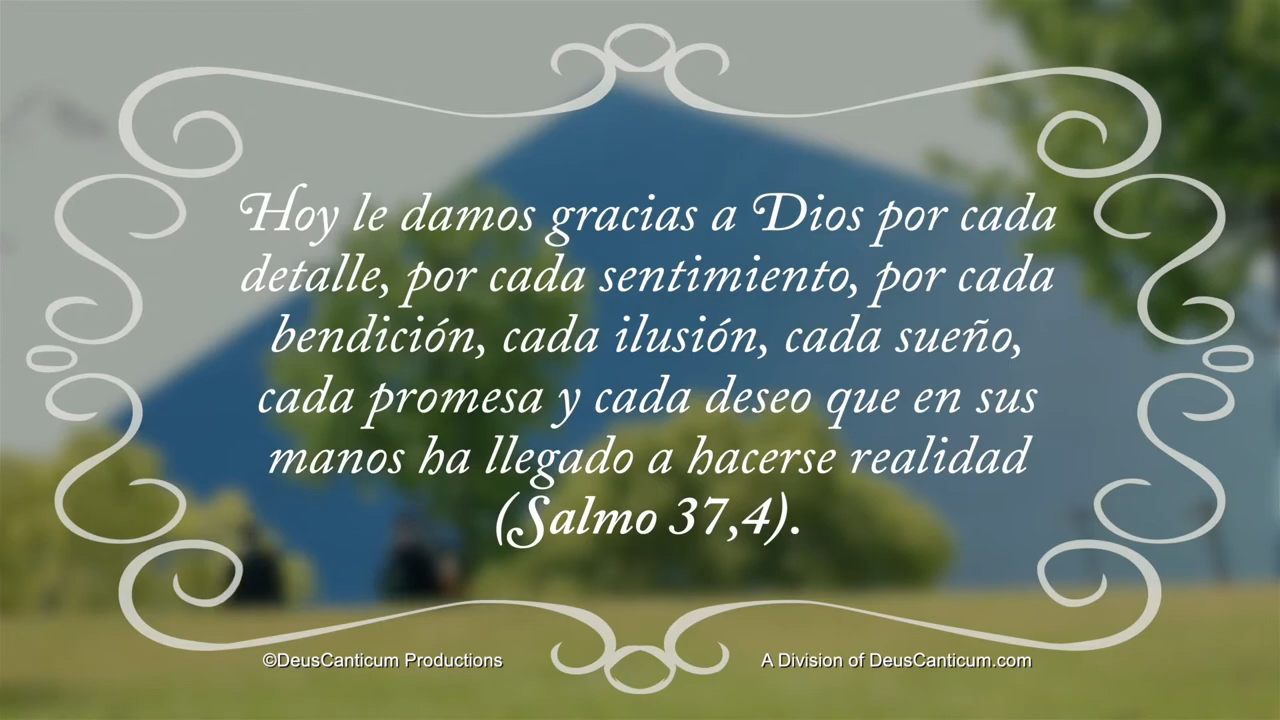 Hoy le damos gracias a Dios por cada
detalle, por cada sentimiento, por cada
bendición, cada ilusión, cada sueño,
cada promesa y cada deseo que en sus
manos ha llegado a hacerse realidad
(Salmo 37,4).
©DeusCanticum Productions
A Division of DeusCanticum.com